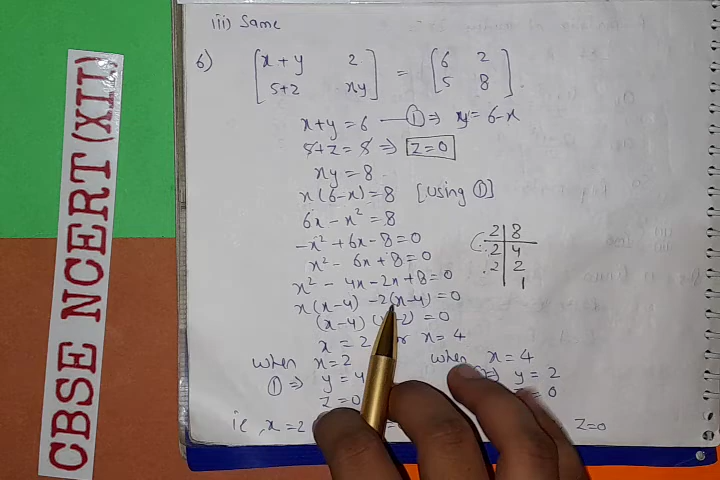 CBSE NCERT (XII)
iii) Same
6) [x+y 2 5+z xy] = [6 2 5 8].
x+y = 6 —① ⇒ y = 6-x
5+z = 5 ⇒ z=0
xy = 8
x(6-x) = 8 [using ①]
6x - x² = 8
-x² + 6x - 8 = 0
x² - 6x + 8 = 0
x² - 4x - 2x + 8 = 0
x(x-4) -2(x-4) = 0
(x-4) (x-2) = 0
x = 2 or x = 4
2 | 8
2 | 4
2 | 2
1
when x=2
① ⇒ y = 4
z = 0
when x = 4
⇒ y = 2
= 0
ie, x = 2 = z=0